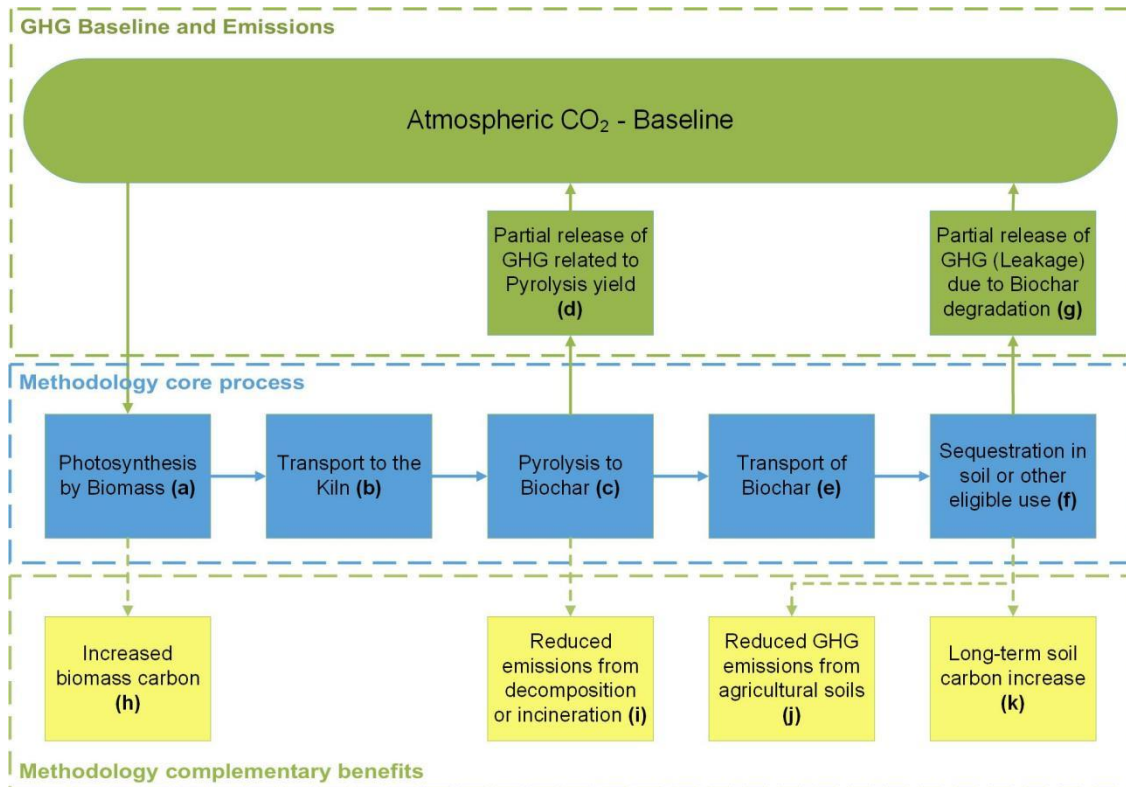 GHG Baseline and Emissions
Atmospheric CO₂ - Baseline
Partial release of
GHG related to
Pyrolysis yield
(d)
Partial release of
GHG (Leakage)
due to Biochar
degradation (g)
Methodology core process
Photosynthesis
by Biomass (a)
Transport to the
Kiln (b)
Pyrolysis to
Biochar (c)
Transport of
Biochar (e)
Sequestration in
soil or other
eligible use (f)
Increased
biomass carbon
(h)
Reduced
emissions from
decomposition
or incineration (i)
Reduced GHG
emissions from
agricultural soils
(j)
Long-term soil
carbon increase
(k)
Methodology complementary benefits